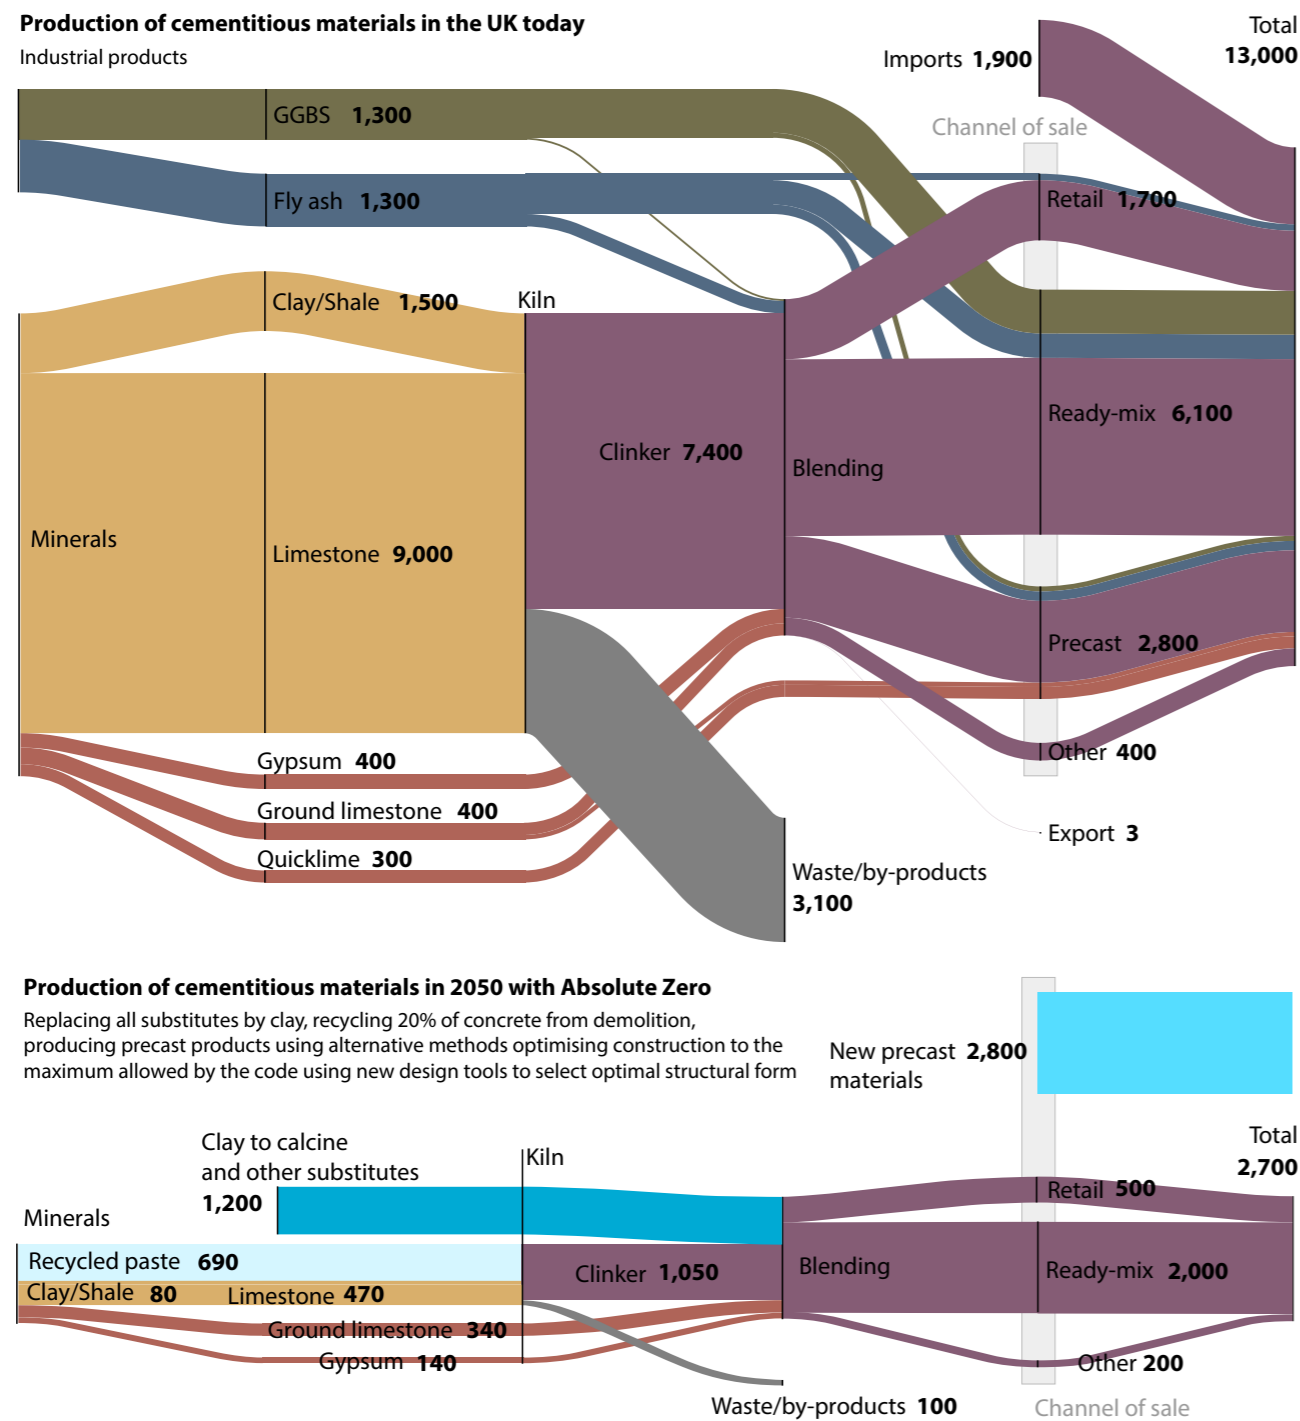 Production of cementitious materials in the UK today
Industrial products
Imports 1,900
Total
13,000
GGBS 1,300
Channel of sale
Fly ash 1,300
Retail 1,700
Clay/Shale 1,500
Kiln
Clinker 7,400
Blending
Ready-mix 6,100
Minerals
Limestone 9,000
Precast 2,800
Gypsum 400
Other 400
Ground limestone 400
Export 3
Quicklime 300
Waste/by-products
3,100
Production of cementitious materials in 2050 with Absolute Zero
Replacing all substitutes by clay, recycling 20% of concrete from demolition,
producing precast products using alternative methods optimising construction to the
maximum allowed by the code using new design tools to select optimal structural form
New precast 2,800
materials
Clay to calcine
and other substitutes
1,200
Kiln
Total
2,700
Retail 500
Minerals
Recycled paste 690
Clay/Shale 80
Limestone 470
Clinker 1,050
Blending
Ready-mix 2,000
Ground limestone 340
Gypsum 140
Other 200
Waste/by-products 100
Channel of sale